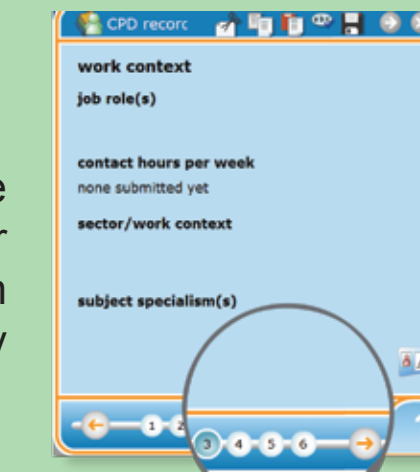 CPD recorc
work context
job role(s)
contact hours per week
none submitted yet
sector/work context
subject specialism(s)
1 2 3 4 5 6